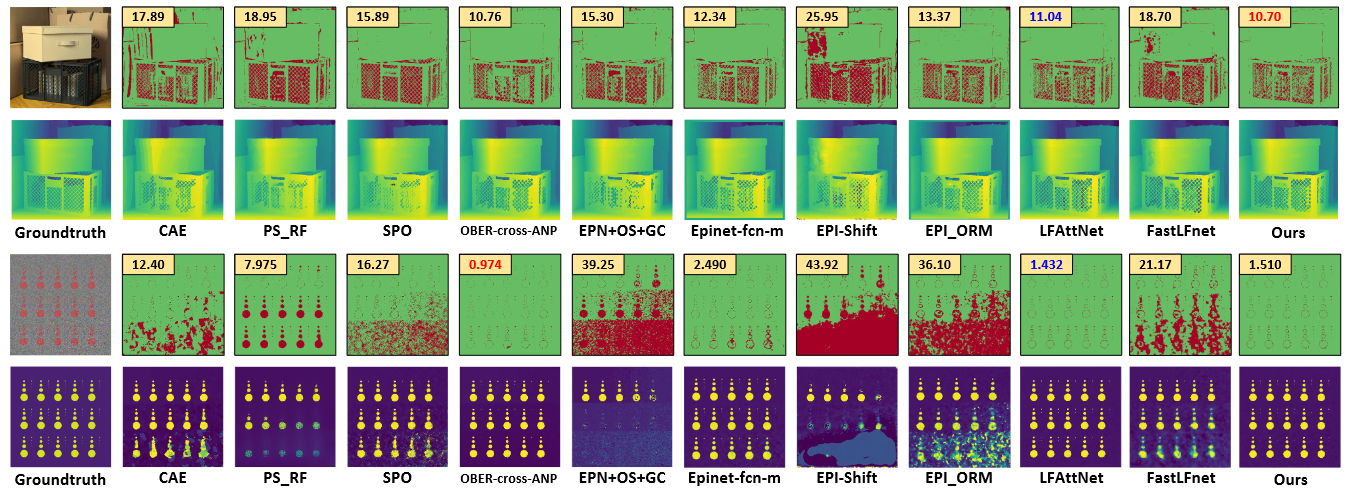 17.89 18.95 15.89 10.76 15.30 12.34 25.95 13.37 11.04 18.70 10.70
Groundtruth CAE PS_RF SPO OBER-cross-ANP EPN+OS+GC Epinet-fcn-m EPI-Shift EPI_ORM LFAttNet FastLFnet Ours
12.40 7.975 16.27 0.974 39.25 2.490 43.92 36.10 1.432 21.17 1.510
Groundtruth CAE PS_RF SPO OBER-cross-ANP EPN+OS+GC Epinet-fcn-m EPI-Shift EPI_ORM LFAttNet FastLFnet Ours